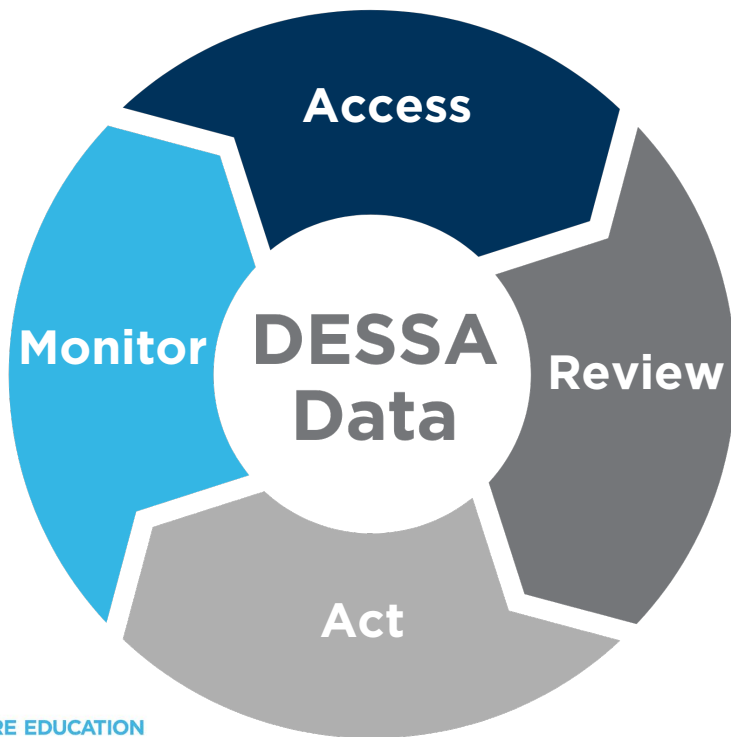 Access
Monitor
DESSA
Data
Review
Act
RE EDUCATION